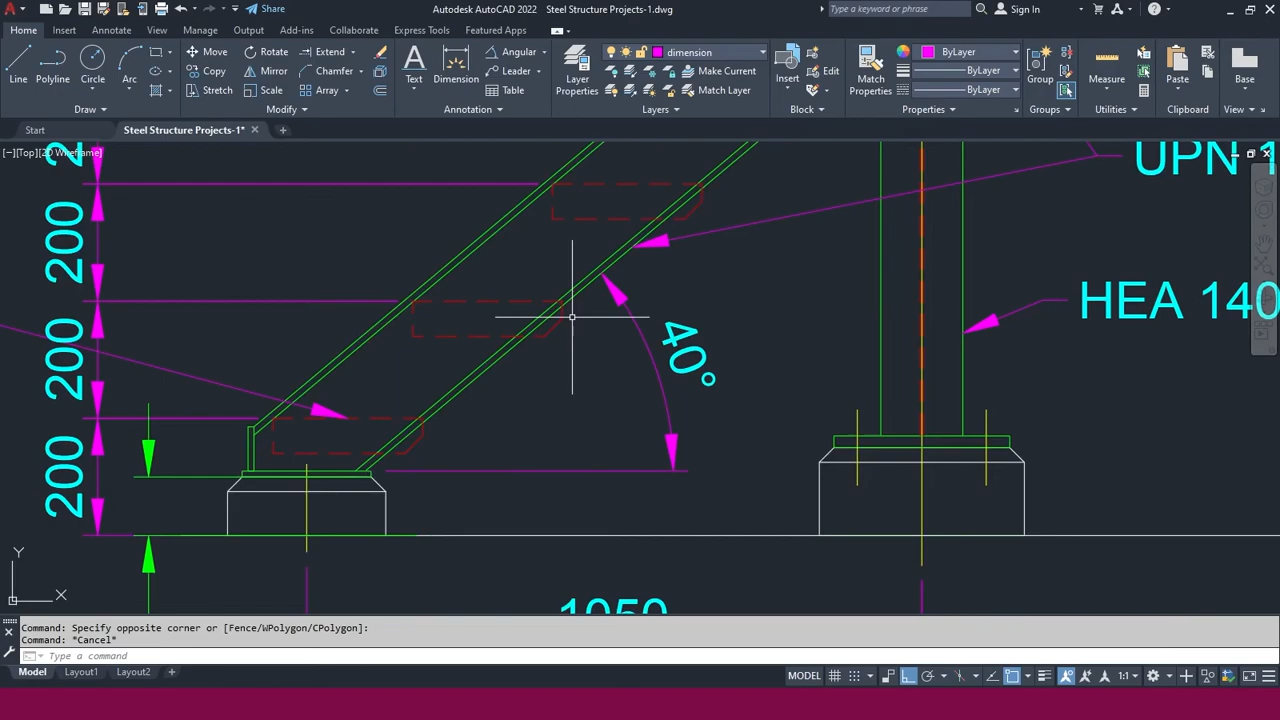 Share
Autodesk AutoCAD 2022 Steel Structure Projects-1.dwg
Type a keyword or phrase
Sign In
Home Insert Annotate Parametric View Manage Output Add-ins Collaborate Express Tools Featured Apps
Line Polyline Circle Arc
Move Rotate Extend
Copy Mirror Chamfer
Stretch Scale Array
Text Dimension
Angular
Leader
Table
Layer Properties
dimension
Make Current
Match Layer
Insert
Edit
Match Properties
ByLayer
ByLayer
ByLayer
Group
Measure
Paste
Base
Draw Modify Annotation Layers Block Properties Groups Utilities Clipboard View
Start Steel Structure Projects-1*
[−][Top][2D Wireframe]
2
UPN 1
200
HEA 140
200
40°
200
1050
Y
X
Command: Specify opposite corner or [Fence/WPolygon/CPolygon]:
Command: *Cancel*
Type a command
Model Layout1 Layout2
MODEL
1:1